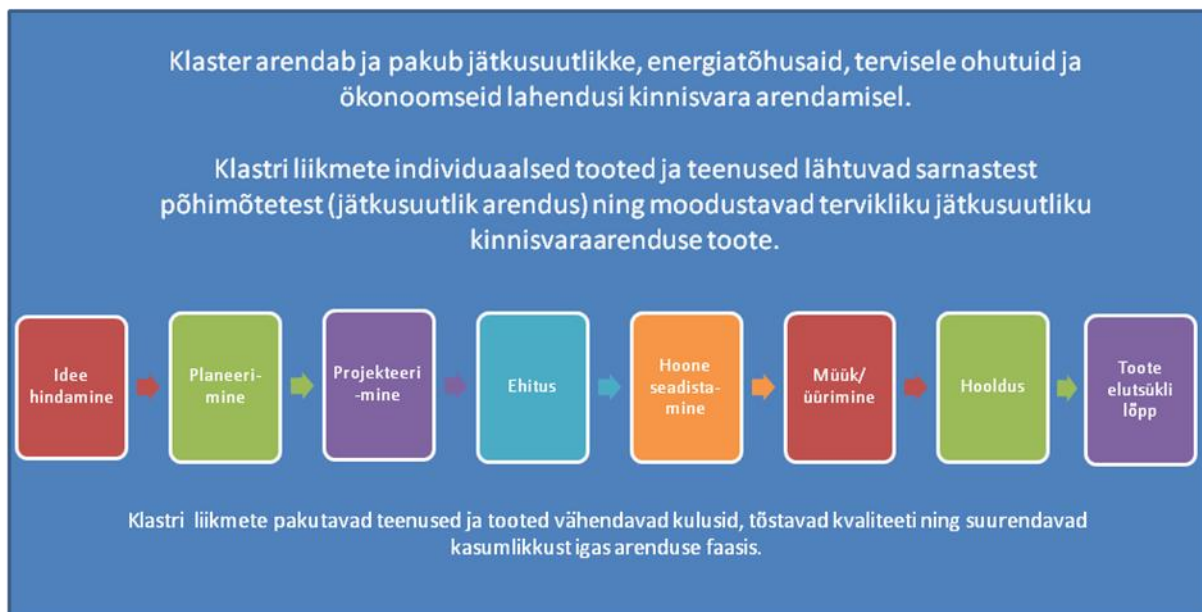 Klaster arendab ja pakub jätkusuutlikke, energiatõhusaid, tervisele ohutuid ja
ökonoomseid lahendusi kinnisvara arendamisel.
Klastri liikmete individuaalsed tooted ja teenused lähtuvad sarnastest
põhimõtetest (jätkusuutlik arendus) ning moodustavad tervikliku jätkusuutliku
kinnisvaraarenduse toote.
Idee
hindamine
Planeeri-
mine
Projekteeri
-mine
Ehitus
Hoone
seadista-
mine
Müük/
üürimine
Hooldus
Toote
elutsükli
lõpp
Klastri liikmete pakutavad teenused ja tooted vähendavad kulusid, tõstavad kvaliteeti ning suurendavad
kasumlikkust igas arenduse faasis.